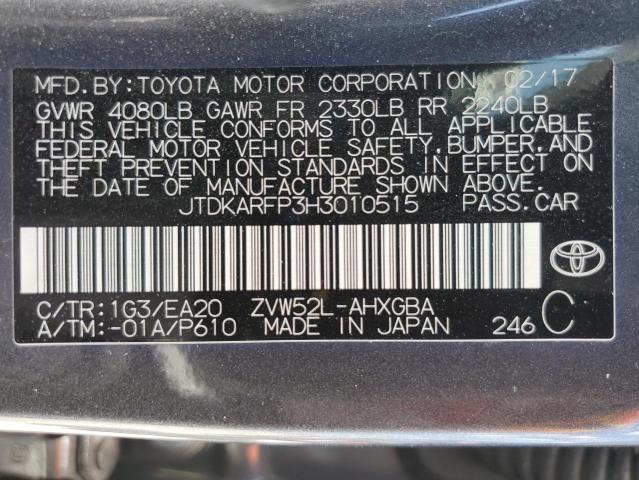 MFD. BY: TOYOTA MOTOR CORPORATION 02/17
GVWR 4080LB GAWR FR 2330LB RR 2240LB
THIS VEHICLE CONFORMS TO ALL APPLICABLE
FEDERAL MOTOR VEHICLE SAFETY, BUMPER, AND
THEFT PREVENTION STANDARDS IN EFFECT ON
THE DATE OF MANUFACTURE SHOWN ABOVE.
JTDKARFP3H3010515 PASS. CAR
C/TR: 1G3/EA20 ZVW52L-AHXGBA
A/TM: -01A/P610 MADE IN JAPAN 246 C